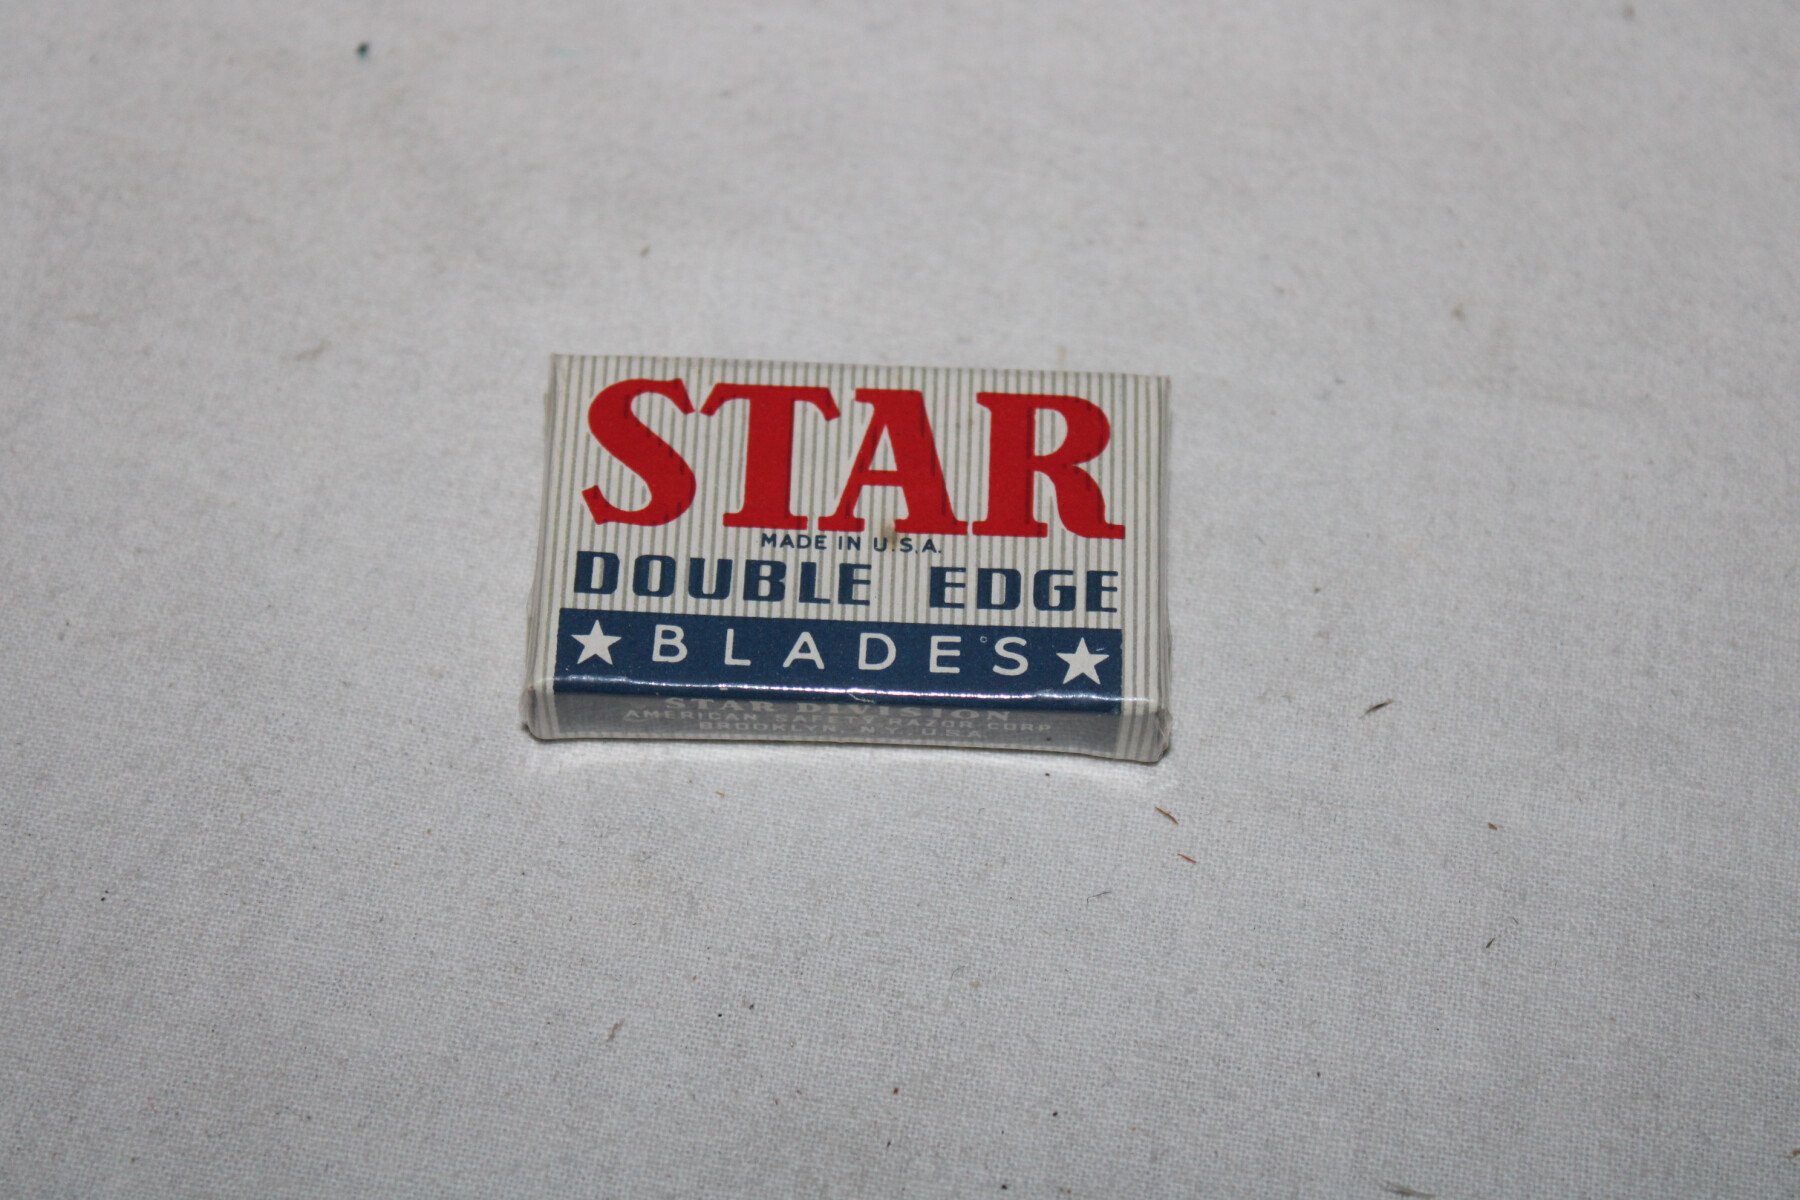 STAR
MADE IN U.S.A.
DOUBLE EDGE
★ BLADES ★
STAR DIVISION
AMERICAN SAFETY RAZOR CORP
BROOKLYN, N.Y., U.S.A.